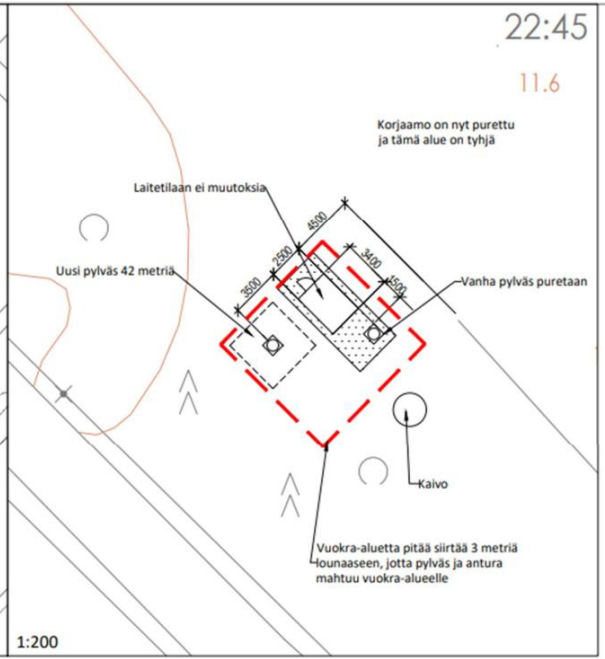 22:45
11.6
Korjaamo on nyt purettu
ja tämä alue on tyhjä
Laitetilaan ei muutoksia
4500
2500
3400
Uusi pylväs 42 metriä
3500
1500
Vanha pylväs puretaan
Kaivo
Vuokra-aluetta pitää siirtää 3 metriä
lounaaseen, jotta pylväs ja antura
mahtuu vuokra-alueelle
1:200